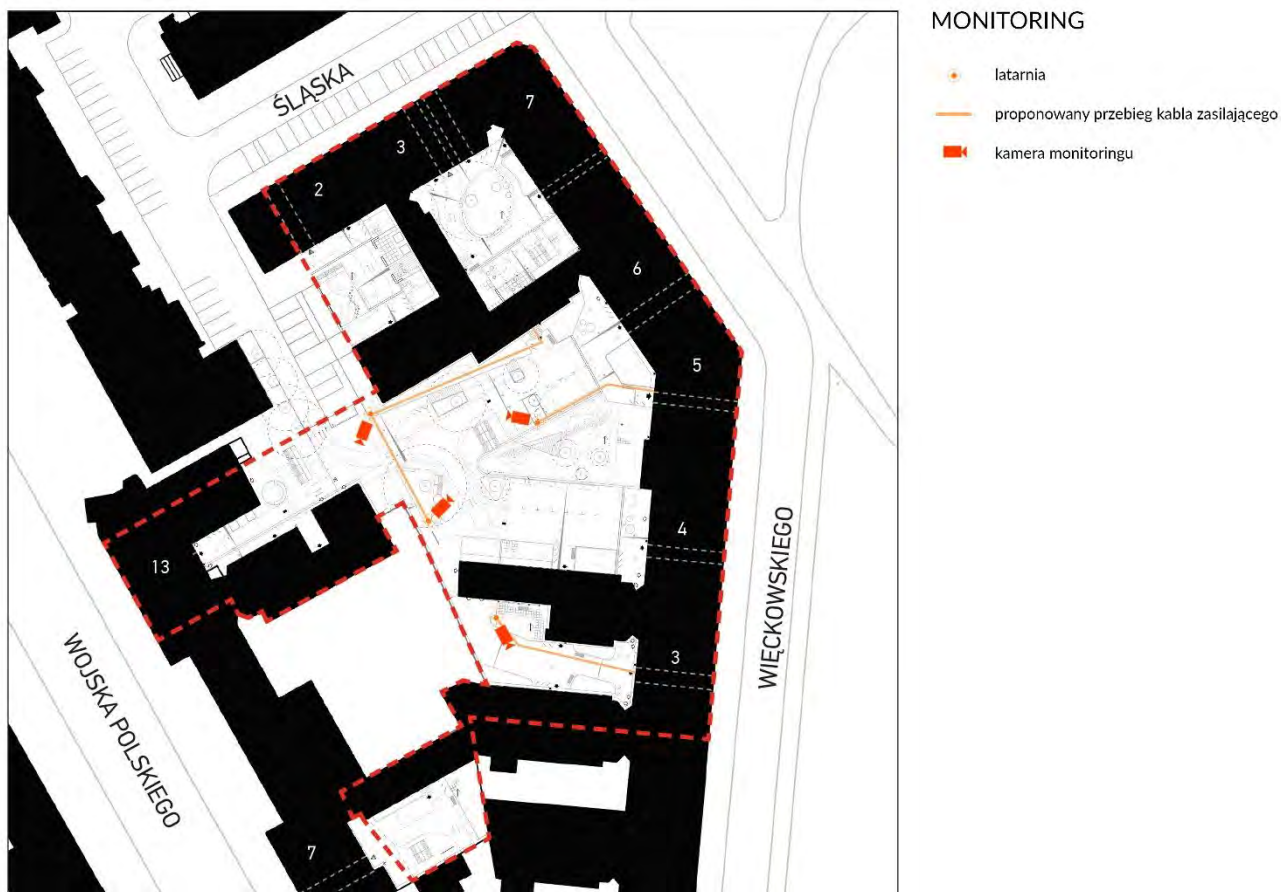 MONITORING
latarnia
proponowany przebieg kabla zasilającego
kamera monitoringu
ŚLĄSKA
7
3
2
6
5
4
13
3
WIĘCKOWSKIEGO
WOJSKA POLSKIEGO
7